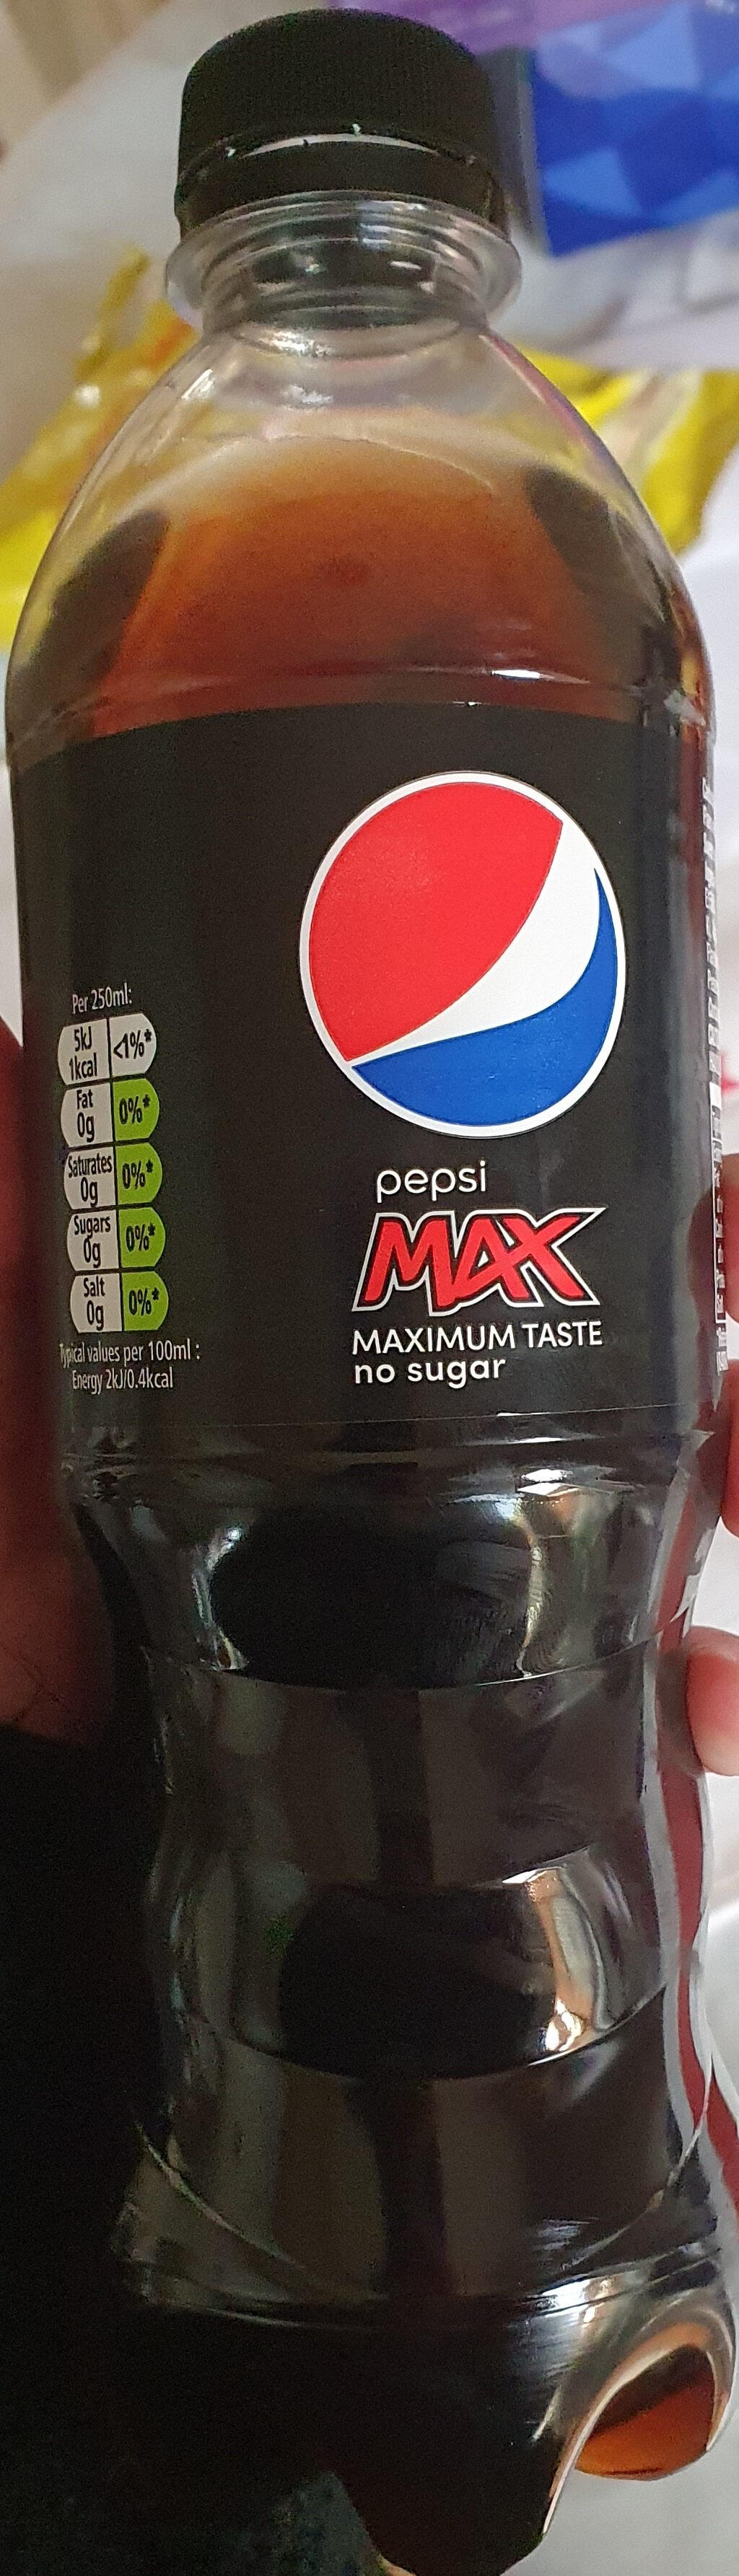 Per 250ml:
5kJ
1kcal
<1%*
Fat
0g
0%*
Saturates
0g
0%*
Sugars
0g
0%*
Salt
0g
0%*
Typical values per 100ml :
Energy 2kJ/0.4kcal
pepsi
MAX
MAXIMUM TASTE
no sugar